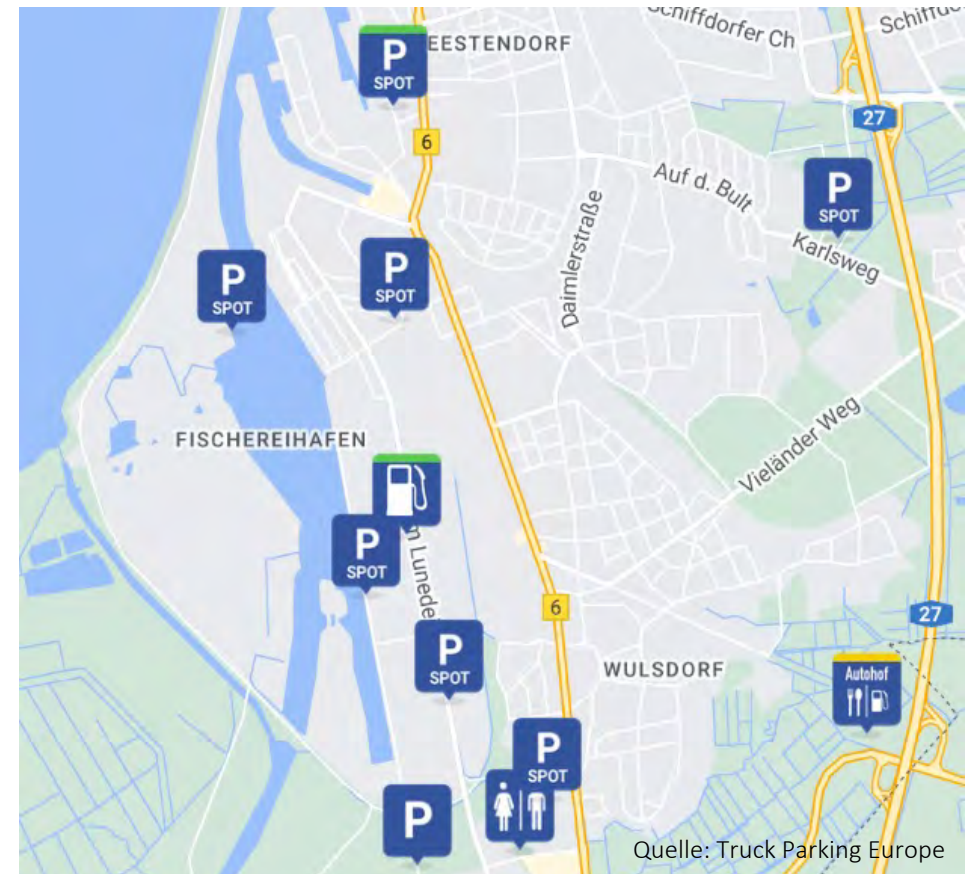 Schiffdorfer Ch
EESTENDORF
P
SPOT
27
6
Auf d. Bult
P
SPOT
Karlsweg
Daimlerstraße
P
SPOT
P
SPOT
Vieländer Weg
FISCHEREIHAFEN
P
SPOT
m Lunede
6
27
P
SPOT
WULSDORF
Autohof
P
SPOT
P
Quelle: Truck Parking Europe